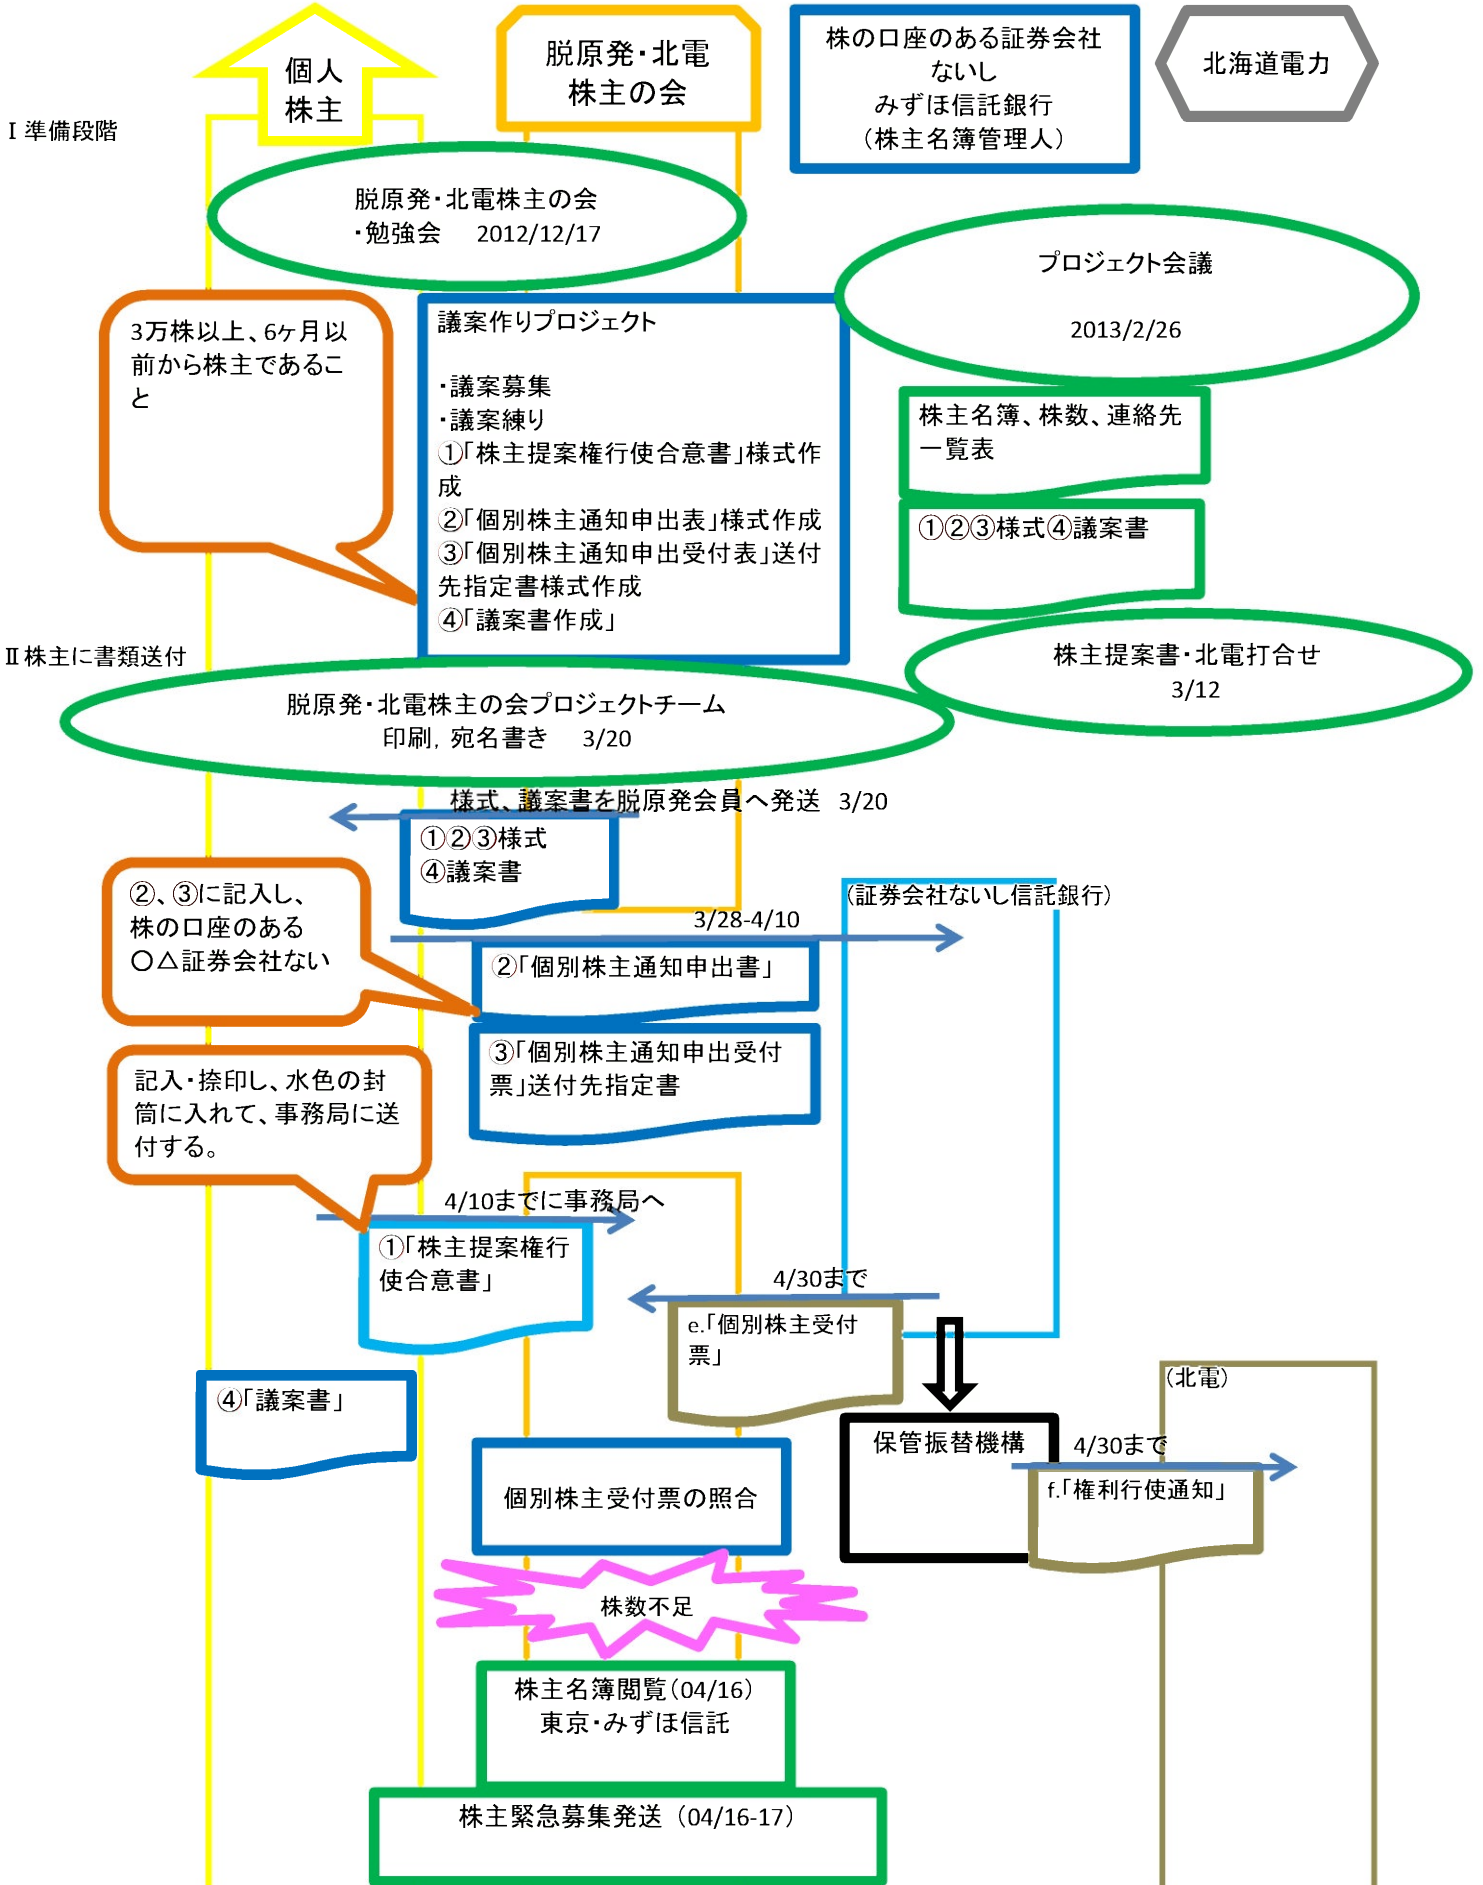 個人
株主
脱原発・北電
株主の会
株の口座のある証券会社
ないし
みずほ信託銀行
（株主名簿管理人）
北海道電力
Ⅰ準備段階
脱原発・北電株主の会
・勉強会 2012/12/17
プロジェクト会議
2013/2/26
3万株以上、6ヶ月以
前から株主であるこ
と
議案作りプロジェクト
・議案募集
・議案練り
①「株主提案権行使合意書」様式作
成
②「個別株主通知申出表」様式作成
③「個別株主通知申出受付表」送付
先指定書様式作成
④「議案書作成」
株主名簿、株数、連絡先
一覧表
①②③様式④議案書
Ⅱ株主に書類送付
株主提案書・北電打合せ
3/12
脱原発・北電株主の会プロジェクトチーム
印刷，宛名書き 3/20
様式、議案書を脱原発会員へ発送 3/20
①②③様式
④議案書
②、③に記入し、
株の口座のある
〇△証券会社ない
（証券会社ないし信託銀行）
3/28-4/10
②「個別株主通知申出書」
③「個別株主通知申出受付
票」送付先指定書
記入・捺印し、水色の封
筒に入れて、事務局に送
付する。
4/10までに事務局へ
①「株主提案権行
使合意書」
4/30まで
e.「個別株主受付
票」
④「議案書」
（北電）
保管振替機構
4/30まで
f.「権利行使通知」
個別株主受付票の照合
株数不足
株主名簿閲覧（04/16）
東京・みずほ信託
株主緊急募集発送（04/16-17）